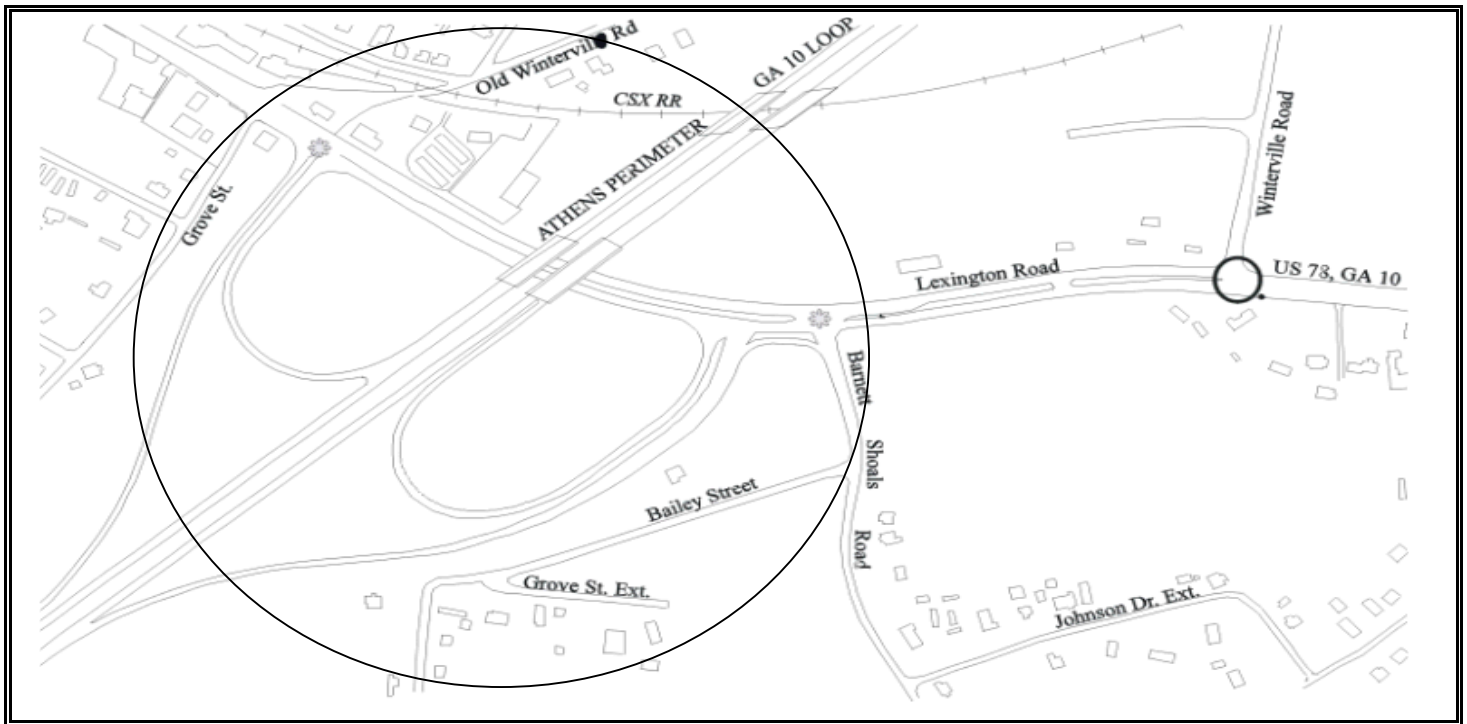 Old Winterville Rd
GA 10 LOOP
CSX RR
ATHENS PERIMETER
Grove St.
Winterville Road
Lexington Road
US 78, GA 10
Barnett
Shoals
Road
Bailey Street
Grove St. Ext.
Johnson Dr. Ext.